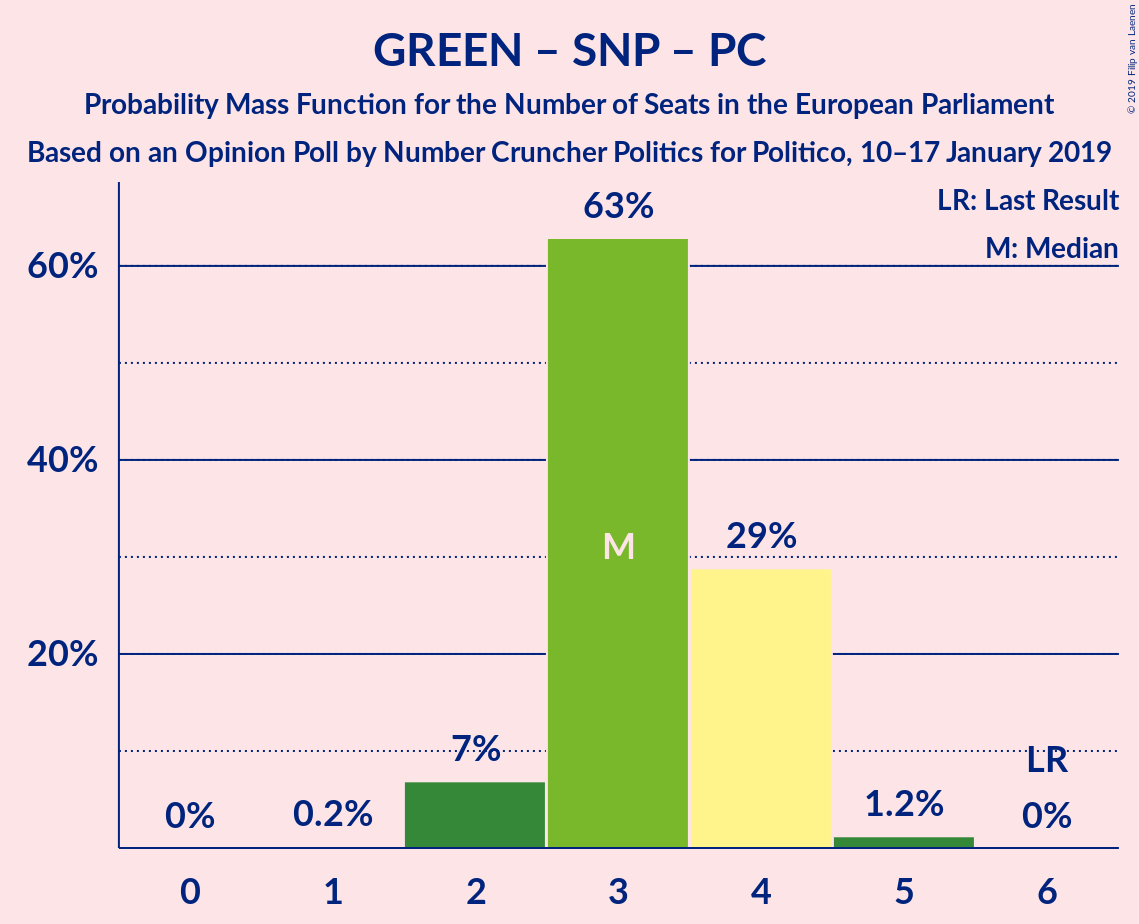 GREEN – SNP – PC
Probability Mass Function for the Number of Seats in the European Parliament
Based on an Opinion Poll by Number Cruncher Politics for Politico, 10–17 January 2019
© 2019 Filip van Laenen
LR: Last Result
M: Median
63%
60%
40%
20%
M
29%
7%
0%
0.2%
1.2%
LR
0%
0 1 2 3 4 5 6